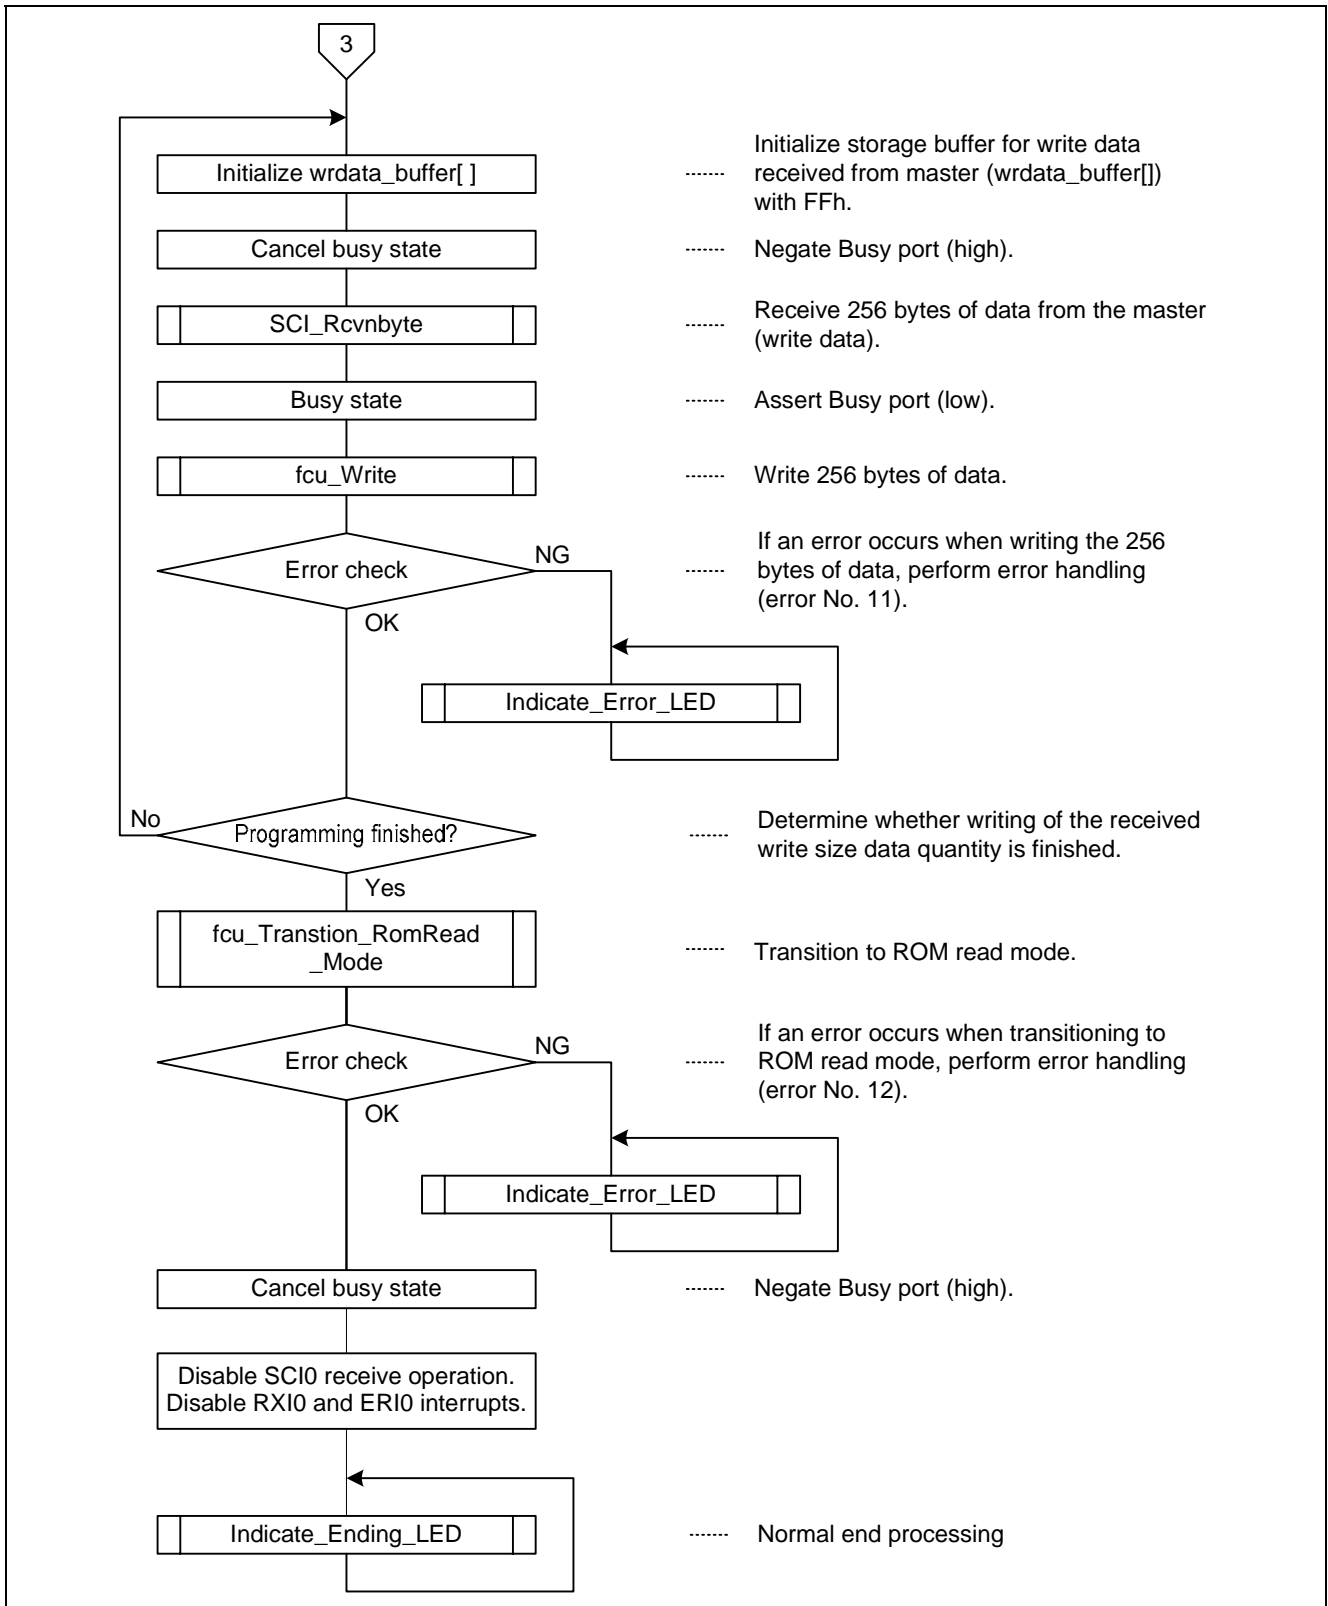 3
Initialize wrdata_buffer[ ]
Initialize storage buffer for write data
received from master (wrdata_buffer[])
with FFh.
Cancel busy state
Negate Busy port (high).
SCI_Rcvnbyte
Receive 256 bytes of data from the master
(write data).
Busy state
Assert Busy port (low).
fcu_Write
Write 256 bytes of data.
Error check
NG
OK
If an error occurs when writing the 256
bytes of data, perform error handling
(error No. 11).
Indicate_Error_LED
No
Programming finished?
Yes
Determine whether writing of the received
write size data quantity is finished.
fcu_Transtion_RomRead
_Mode
Transition to ROM read mode.
Error check
NG
OK
If an error occurs when transitioning to
ROM read mode, perform error handling
(error No. 12).
Indicate_Error_LED
Cancel busy state
Negate Busy port (high).
Disable SCI0 receive operation.
Disable RXI0 and ERI0 interrupts.
Indicate_Ending_LED
Normal end processing